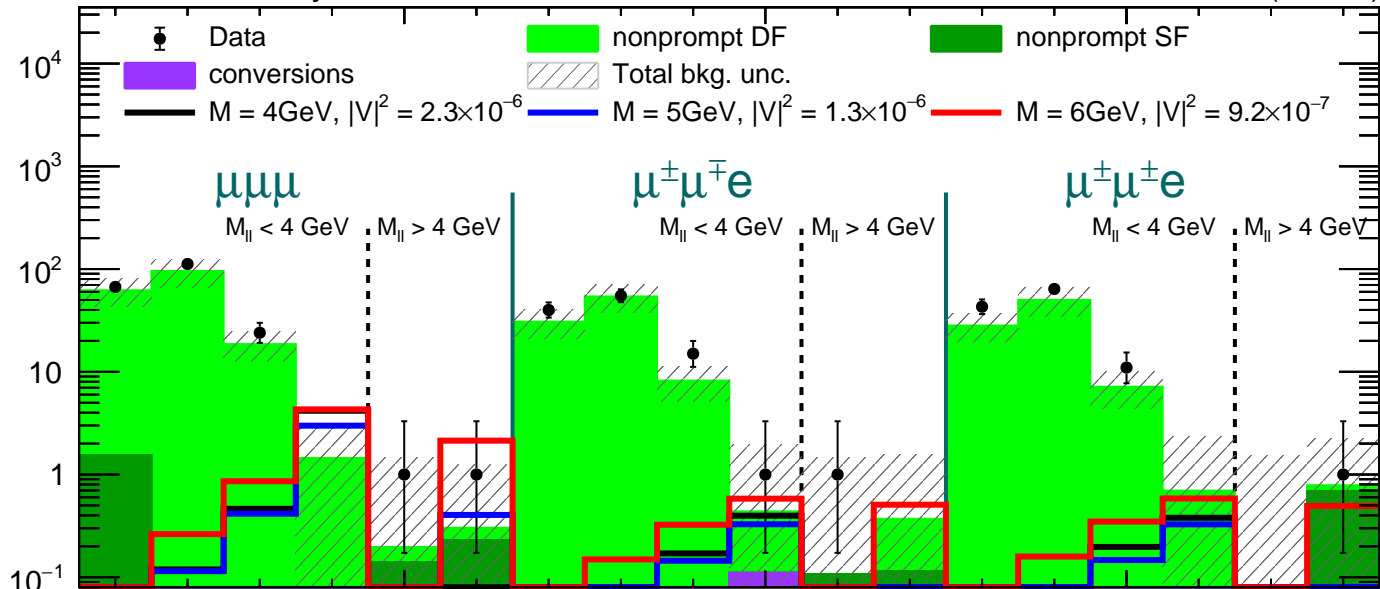 Data nonprompt DF nonprompt SF
conversions Total bkg. unc.
M = 4GeV, |V|² = 2.3×10⁻⁶ M = 5GeV, |V|² = 1.3×10⁻⁶ M = 6GeV, |V|² = 9.2×10⁻⁷
10⁴
10³
μμμ μ±μ∓e μ±μ±e
M_ll < 4 GeV M_ll > 4 GeV M_ll < 4 GeV M_ll > 4 GeV M_ll < 4 GeV M_ll > 4 GeV
10²
10
1
10⁻¹